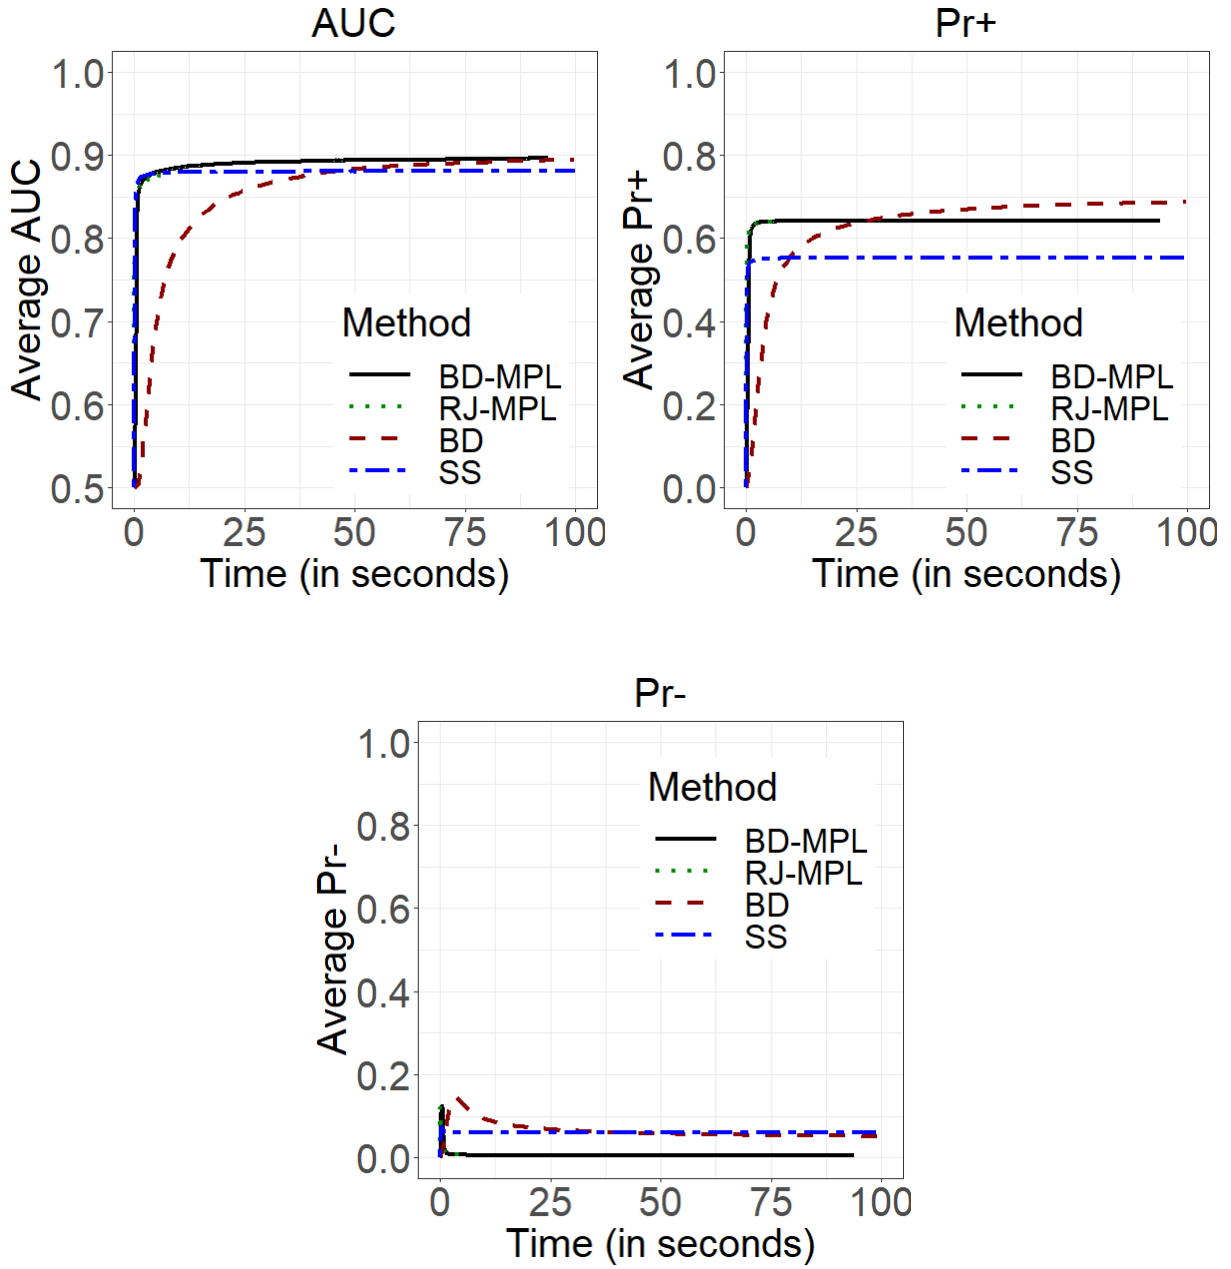 AUC
Average AUC
1.0
0.9
0.8
0.7
0.6
0.5
Method
BD-MPL
RJ-MPL
BD
SS
0 25 50 75 100
Time (in seconds)
Pr+
Average Pr+
1.0
0.8
0.6
0.4
0.2
0.0
Method
BD-MPL
RJ-MPL
BD
SS
0 25 50 75 100
Time (in seconds)
Pr-
Average Pr-
1.0
0.8
0.6
0.4
0.2
0.0
Method
BD-MPL
RJ-MPL
BD
SS
0 25 50 75 100
Time (in seconds)